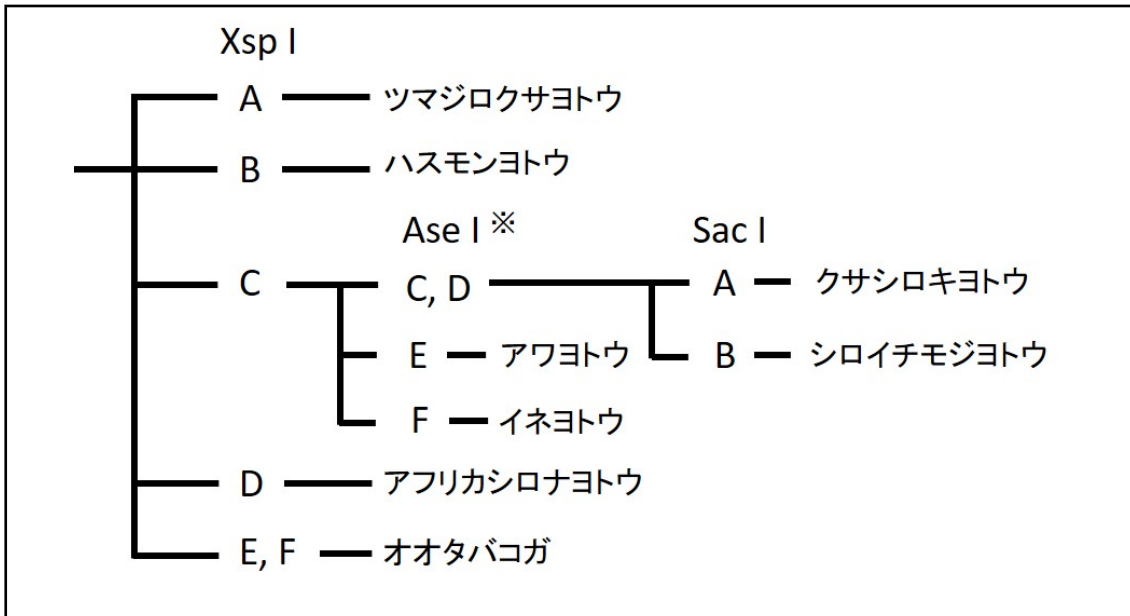 Xsp I
A ツマジロクサヨトウ
B ハスモンヨトウ
Ase I ※ Sac I
C C, D A クサシロキヨトウ
E アワヨトウ B シロイチモジヨトウ
F イネヨトウ
D アフリカシロナヨトウ
E, F オオタバコガ